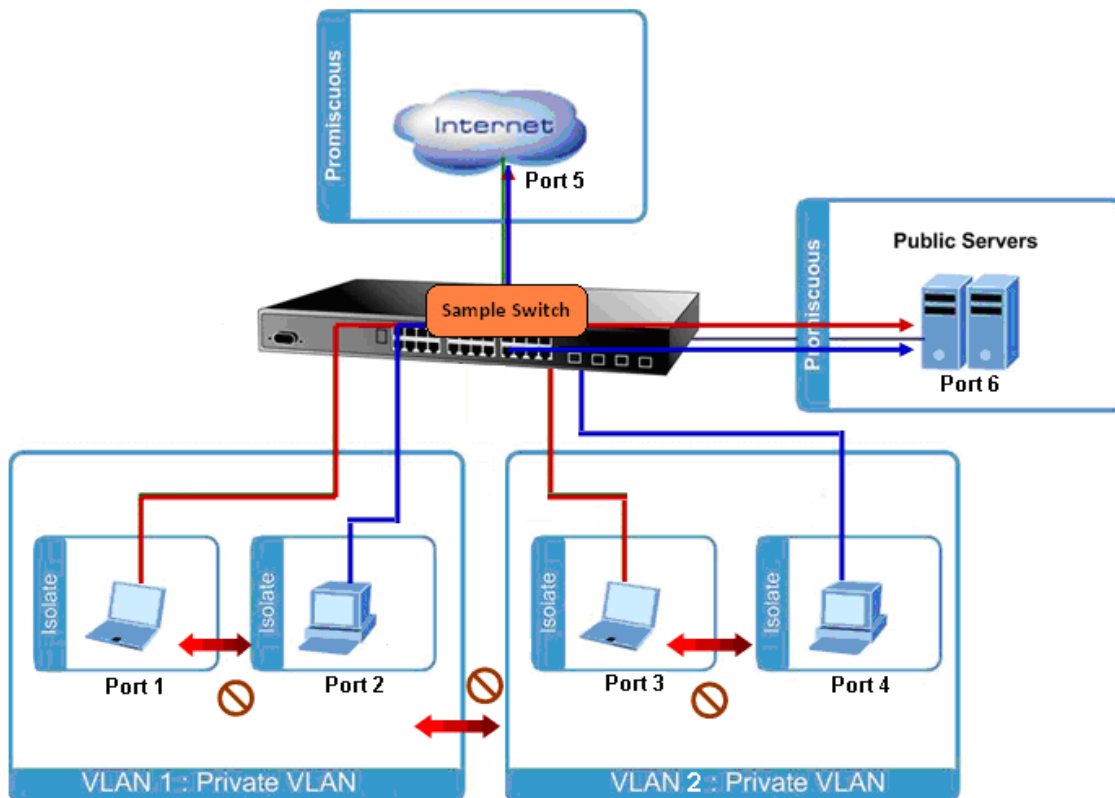 Promiscuous
Internet
Port 5
Promiscuous
Public Servers
Port 6
Sample Switch
Isolate
Port 1
Isolate
Port 2
Isolate
Port 3
Isolate
Port 4
VLAN 1 : Private VLAN
VLAN 2 : Private VLAN